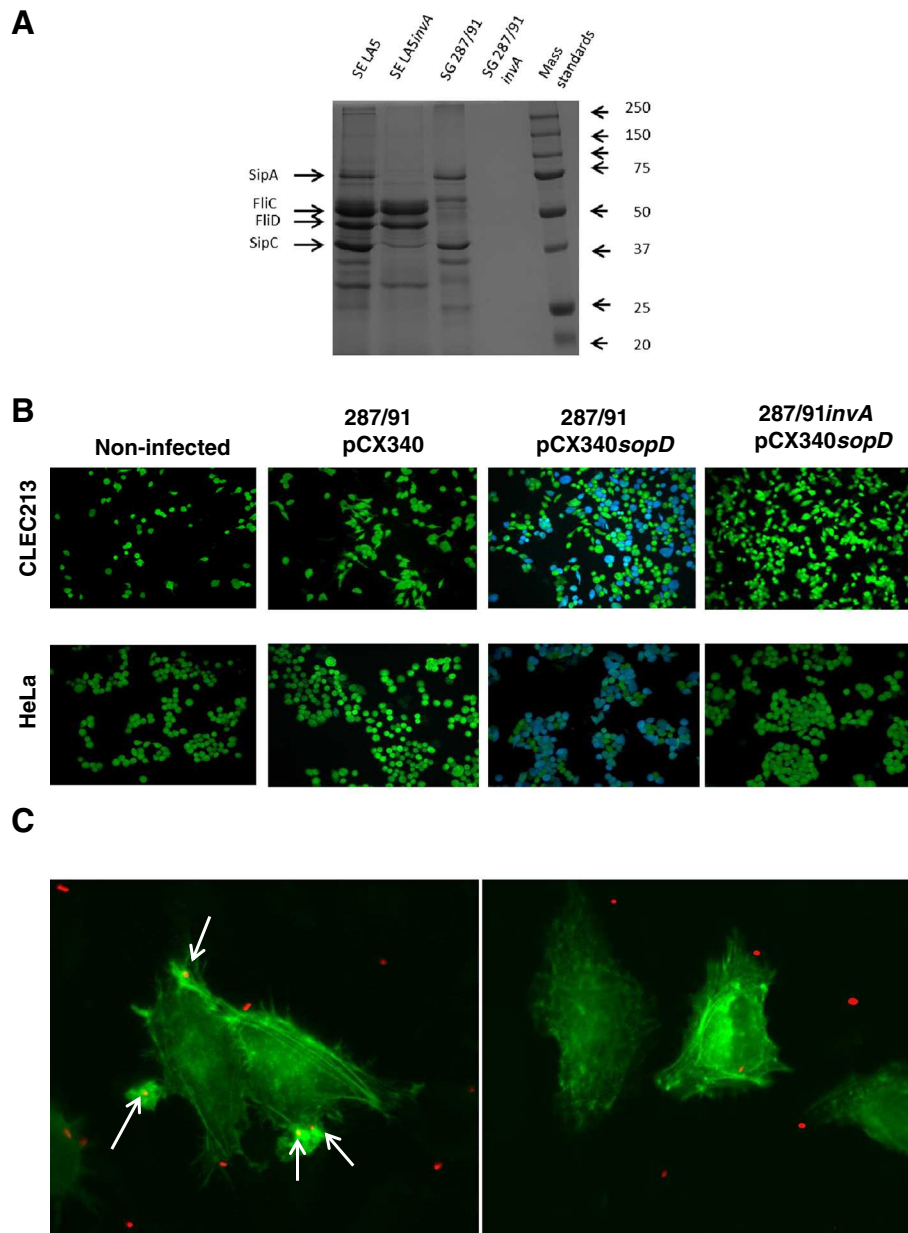 A
SE LA5
SE LA5invA
SG 287/91
SG 287/91
invA
Mass
standards
250
150
75
50
37
25
20
SipA
FliC
FliD
SipC
B
Non-infected
287/91
pCX340
287/91
pCX340sopD
287/91invA
pCX340sopD
CLEC213
HeLa
C